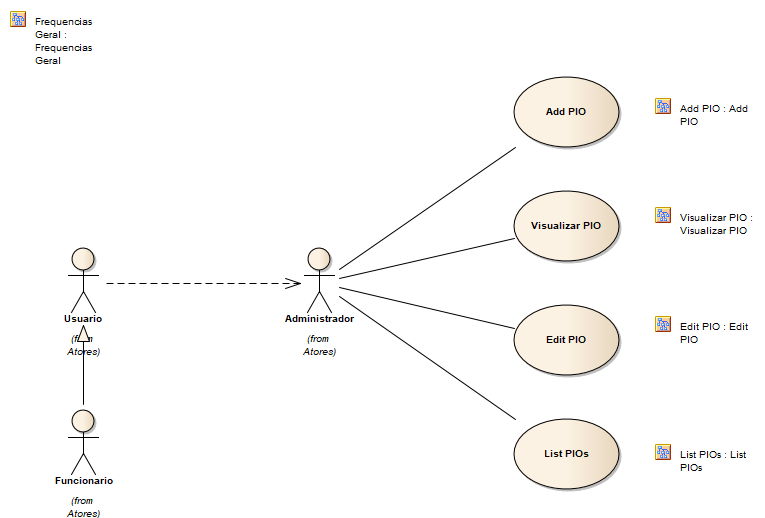 Frequencias
Geral :
Frequencias
Geral
Add PIO
Add PIO : Add
PIO
Visualizar PIO
Visualizar PIO :
Visualizar PIO
Usuario
(from
Atores)
Administrador
(from
Atores)
Edit PIO
Edit PIO : Edit
PIO
List PIOs
List PIOs : List
PIOs
Funcionario
(from
Atores)